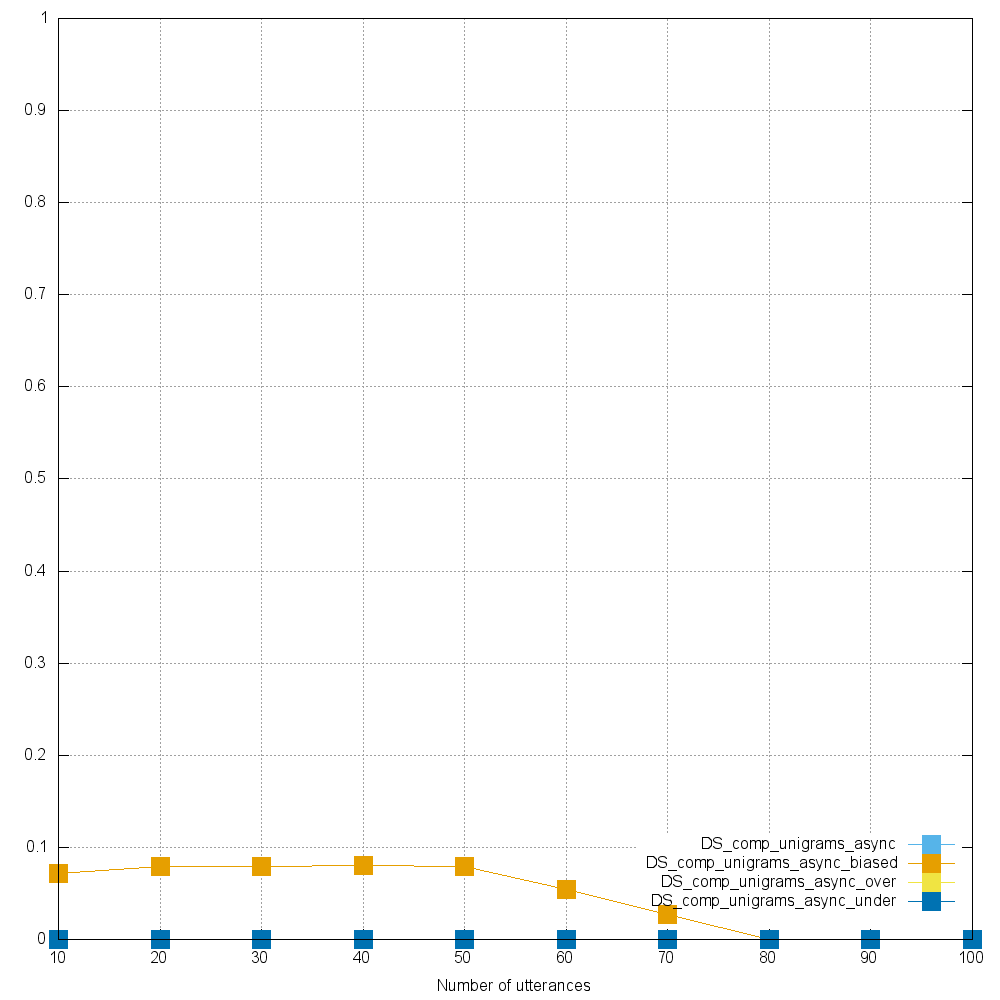 1
0.9
0.8
0.7
0.6
0.5
0.4
0.3
0.2
0.1
0
DS_comp_unigrams_async
DS_comp_unigrams_async_biased
DS_comp_unigrams_async_over
DS_comp_unigrams_async_under
10 20 30 40 50 60 70 80 90 100
Number of utterances